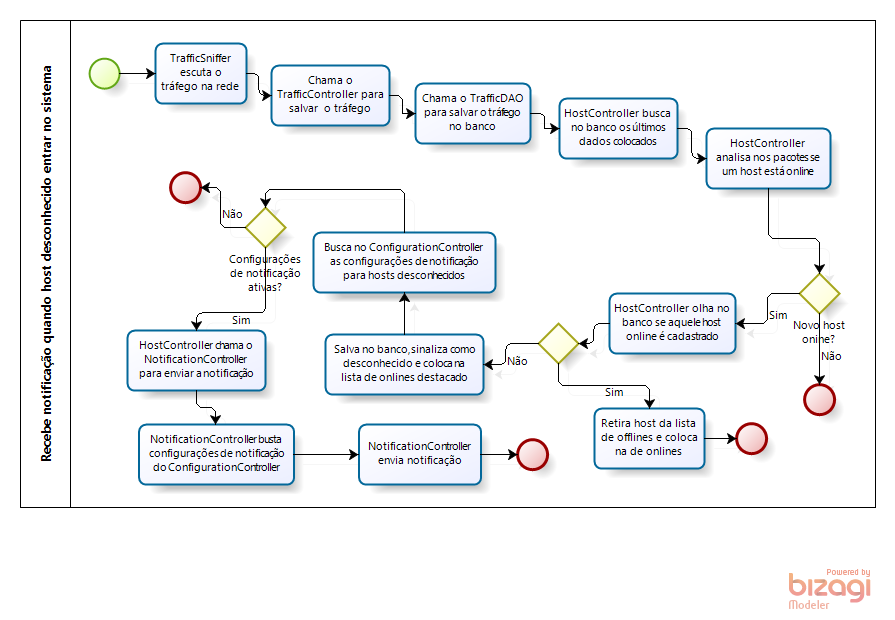 Recebe notificação quando host desconhecido entrar no sistema
TrafficSniffer
escuta o
tráfego na rede
Chama o
TrafficController para
salvar o tráfego
Chama o TrafficDAO
para salvar o tráfego
no banco
HostController busca
no banco os últimos
dados colocados
HostController
analisa nos pacotes se
um host está online
Novo host
onine?
Não
Sim
HostController olha no
banco se aquele host
online é cadastrado
Sim
Retira host da lista
de offlines e coloca
na de onlines
Não
Salva no banco, sinaliza como
desconhecido e coloca na
lista de onlines destacado
Busca no ConfigurationController
as configurações de notificação
para hosts desconhecidos
Configurações
de notificação
ativas?
Não
Sim
HostController chama o
NotificationController
para enviar a notificação
NotificationController busta
configurações de notificação
do ConfigurationController
NotificationController
envia notificação
Powered by
bizagi
Modeler